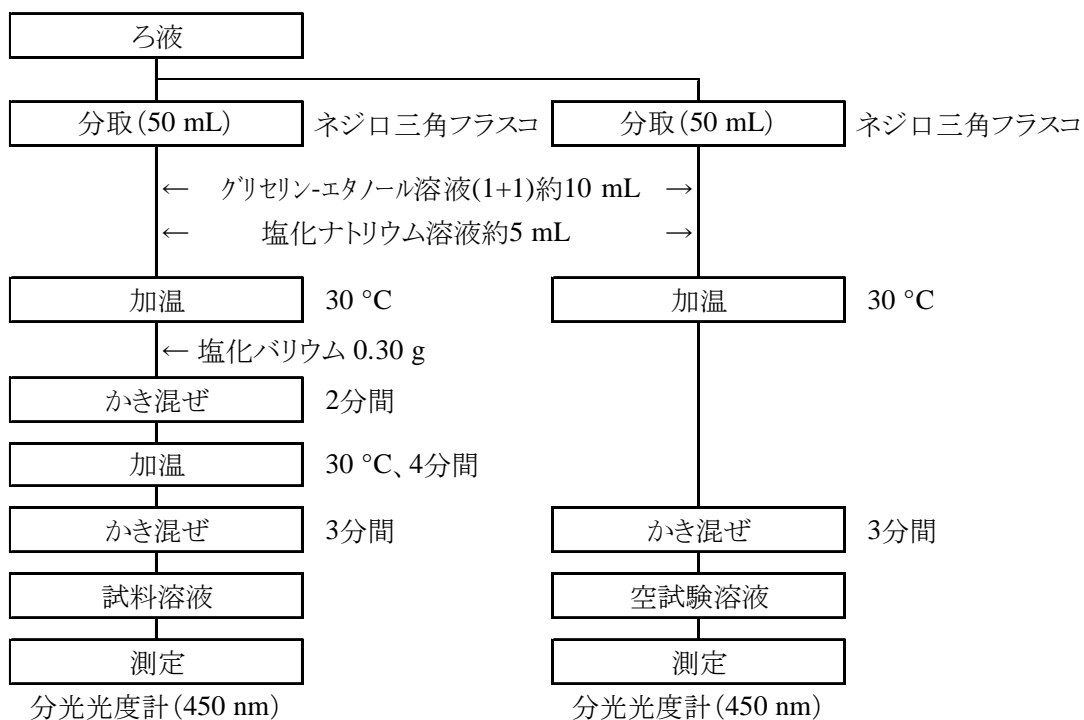 ろ液
分取(50 mL) ネジロ三角フラスコ 分取(50 mL) ネジロ三角フラスコ
← グリセリン-エタノール溶液(1+1)約10 mL →
← 塩化ナトリウム溶液約5 mL →
加温 30 °C 加温 30 °C
← 塩化バリウム 0.30 g
かき混ぜ 2分間
加温 30 °C、4分間
かき混ぜ 3分間 かき混ぜ 3分間
試料溶液 空試験溶液
測定 測定
分光光度計(450 nm) 分光光度計(450 nm)